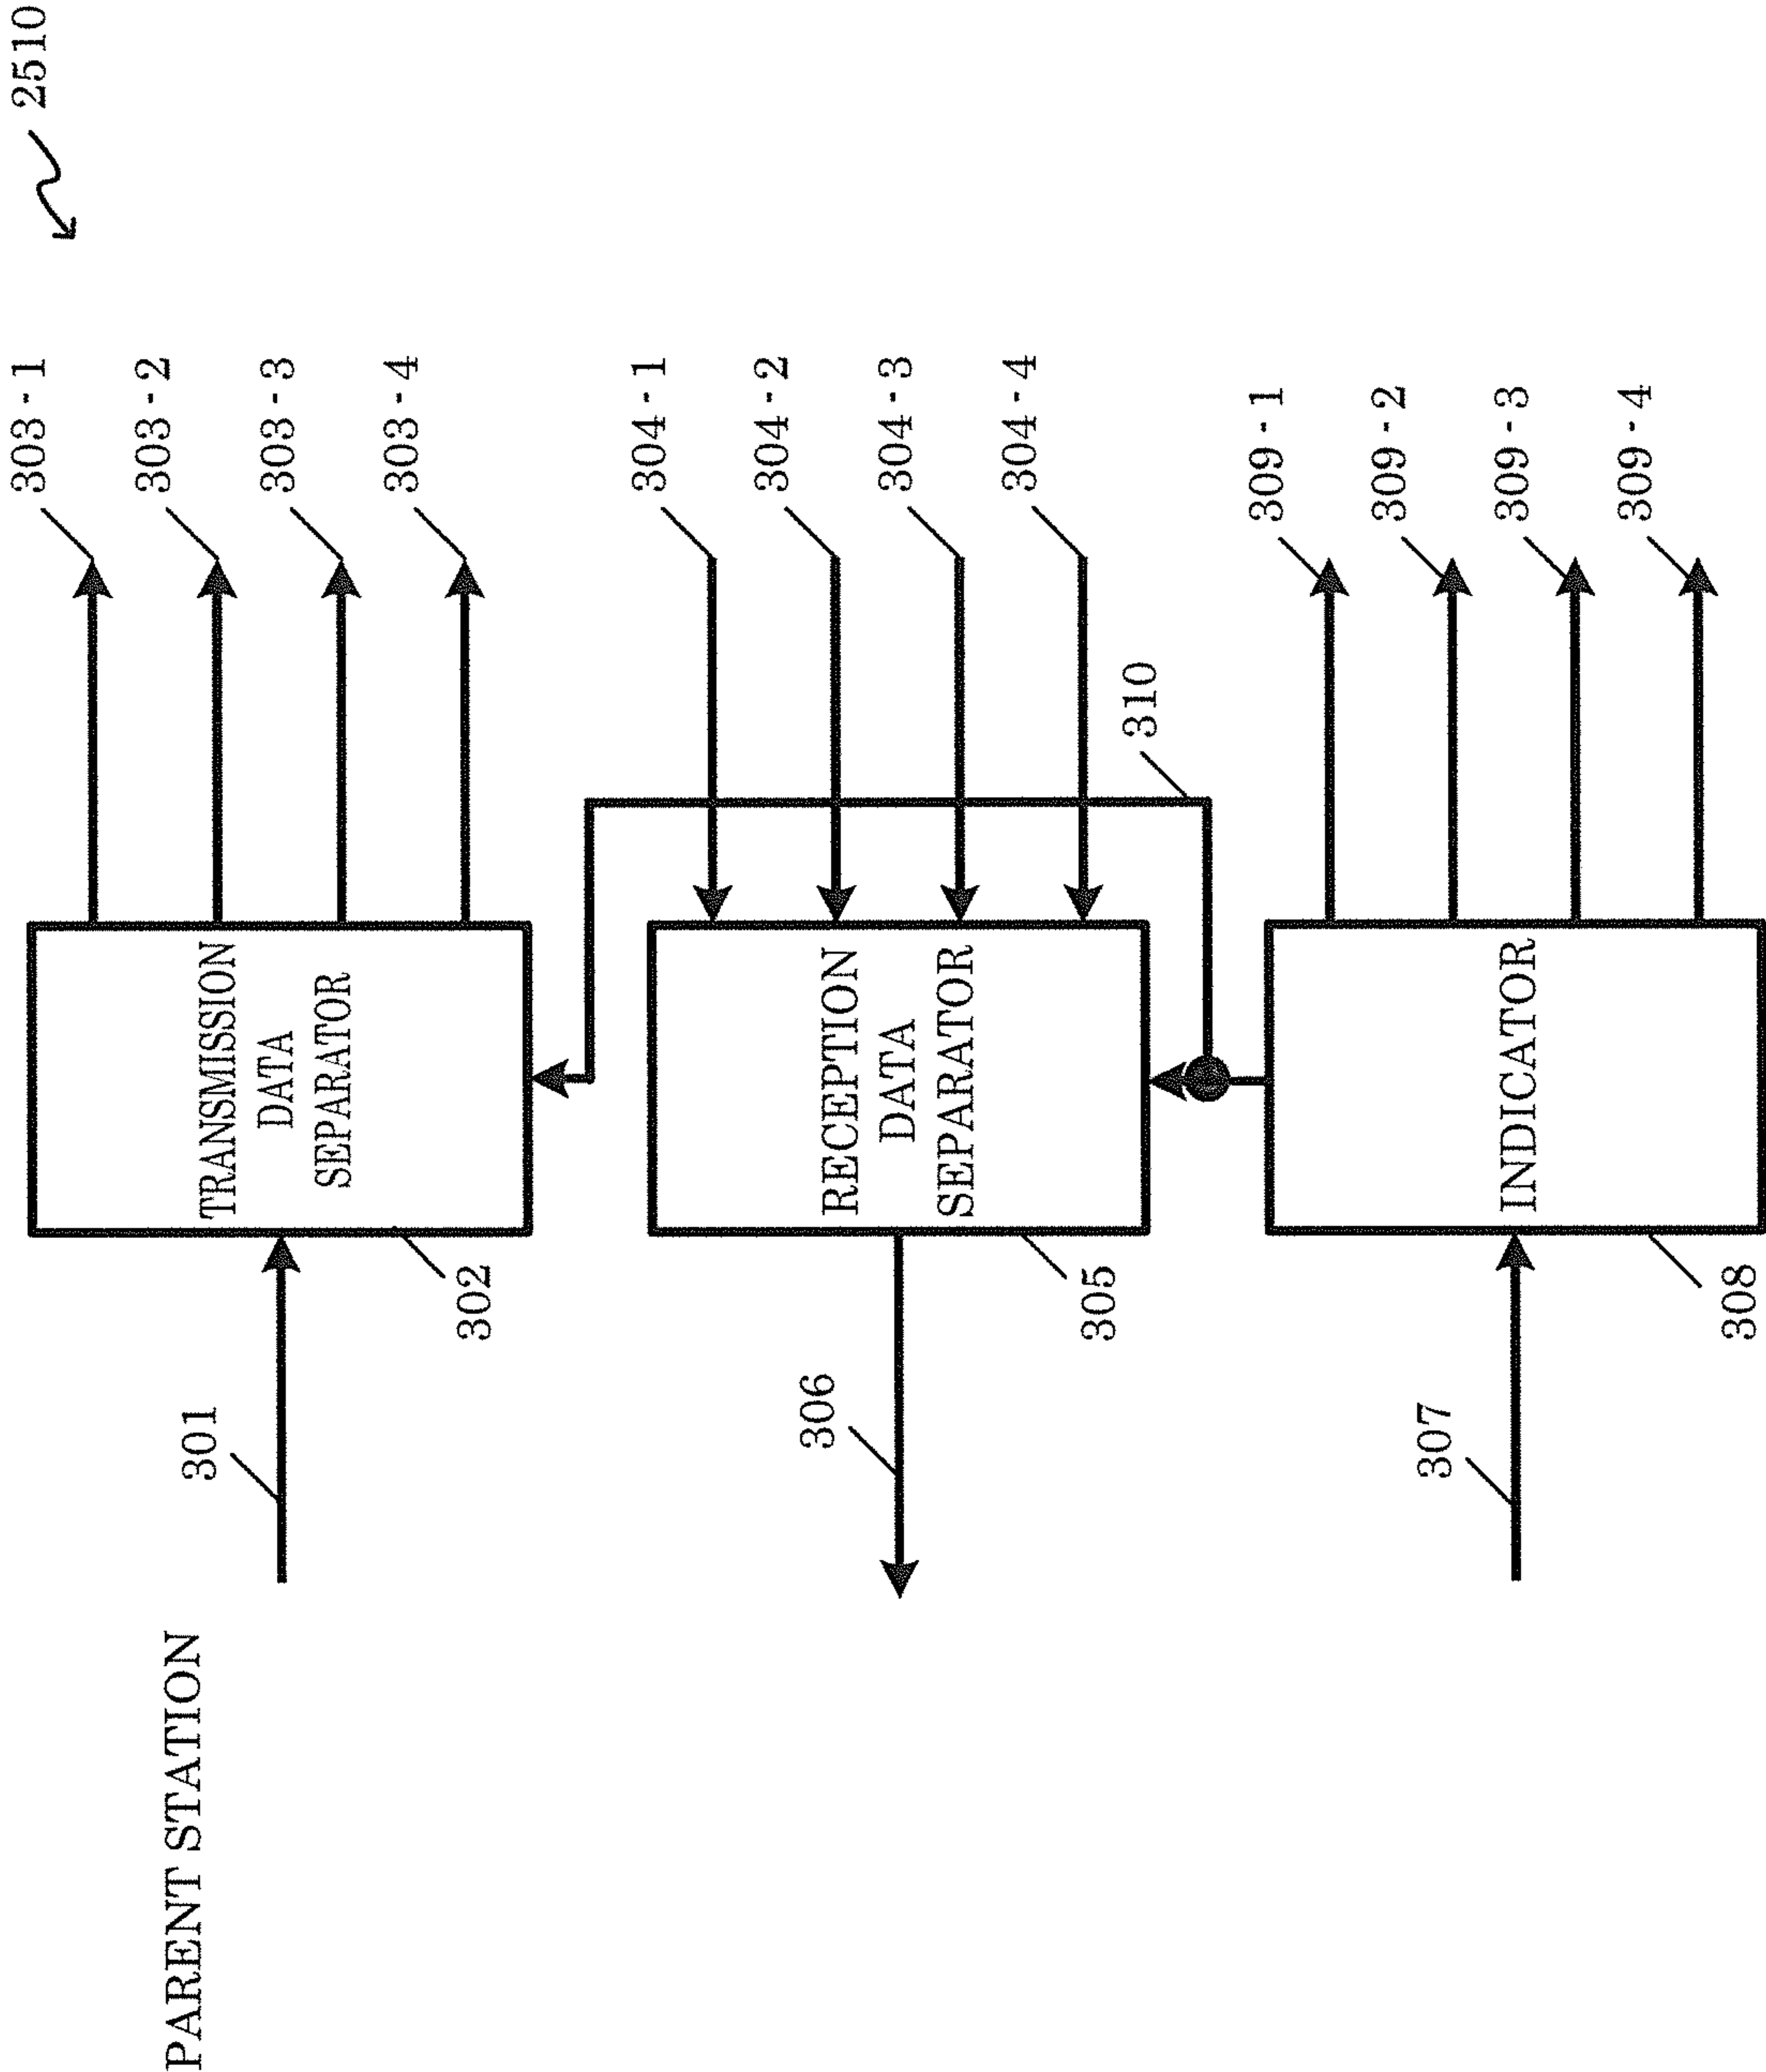 2510
PARENT STATION
301
TRANSMISSION
DATA
SEPARATOR
302
303-1
303-2
303-3
303-4
306
RECEPTION
DATA
SEPARATOR
305
304-1
304-2
304-3
304-4
310
307
INDICATOR
308
309-1
309-2
309-3
309-4